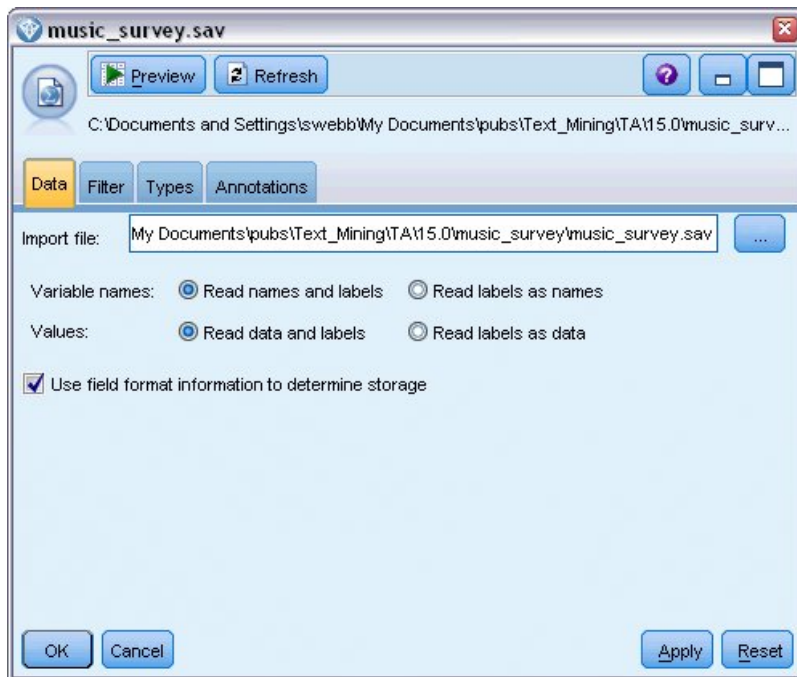 music_survey.sav
Preview Refresh
C:\Documents and Settings\swebb\My Documents\pubs\Text_Mining\TA\15.0\music_surv...
Data Filter Types Annotations
Import file: My Documents\pubs\Text_Mining\TA\15.0\music_survey\music_survey.sav ...
Variable names: Read names and labels Read labels as names
Values: Read data and labels Read labels as data
Use field format information to determine storage
OK Cancel Apply Reset